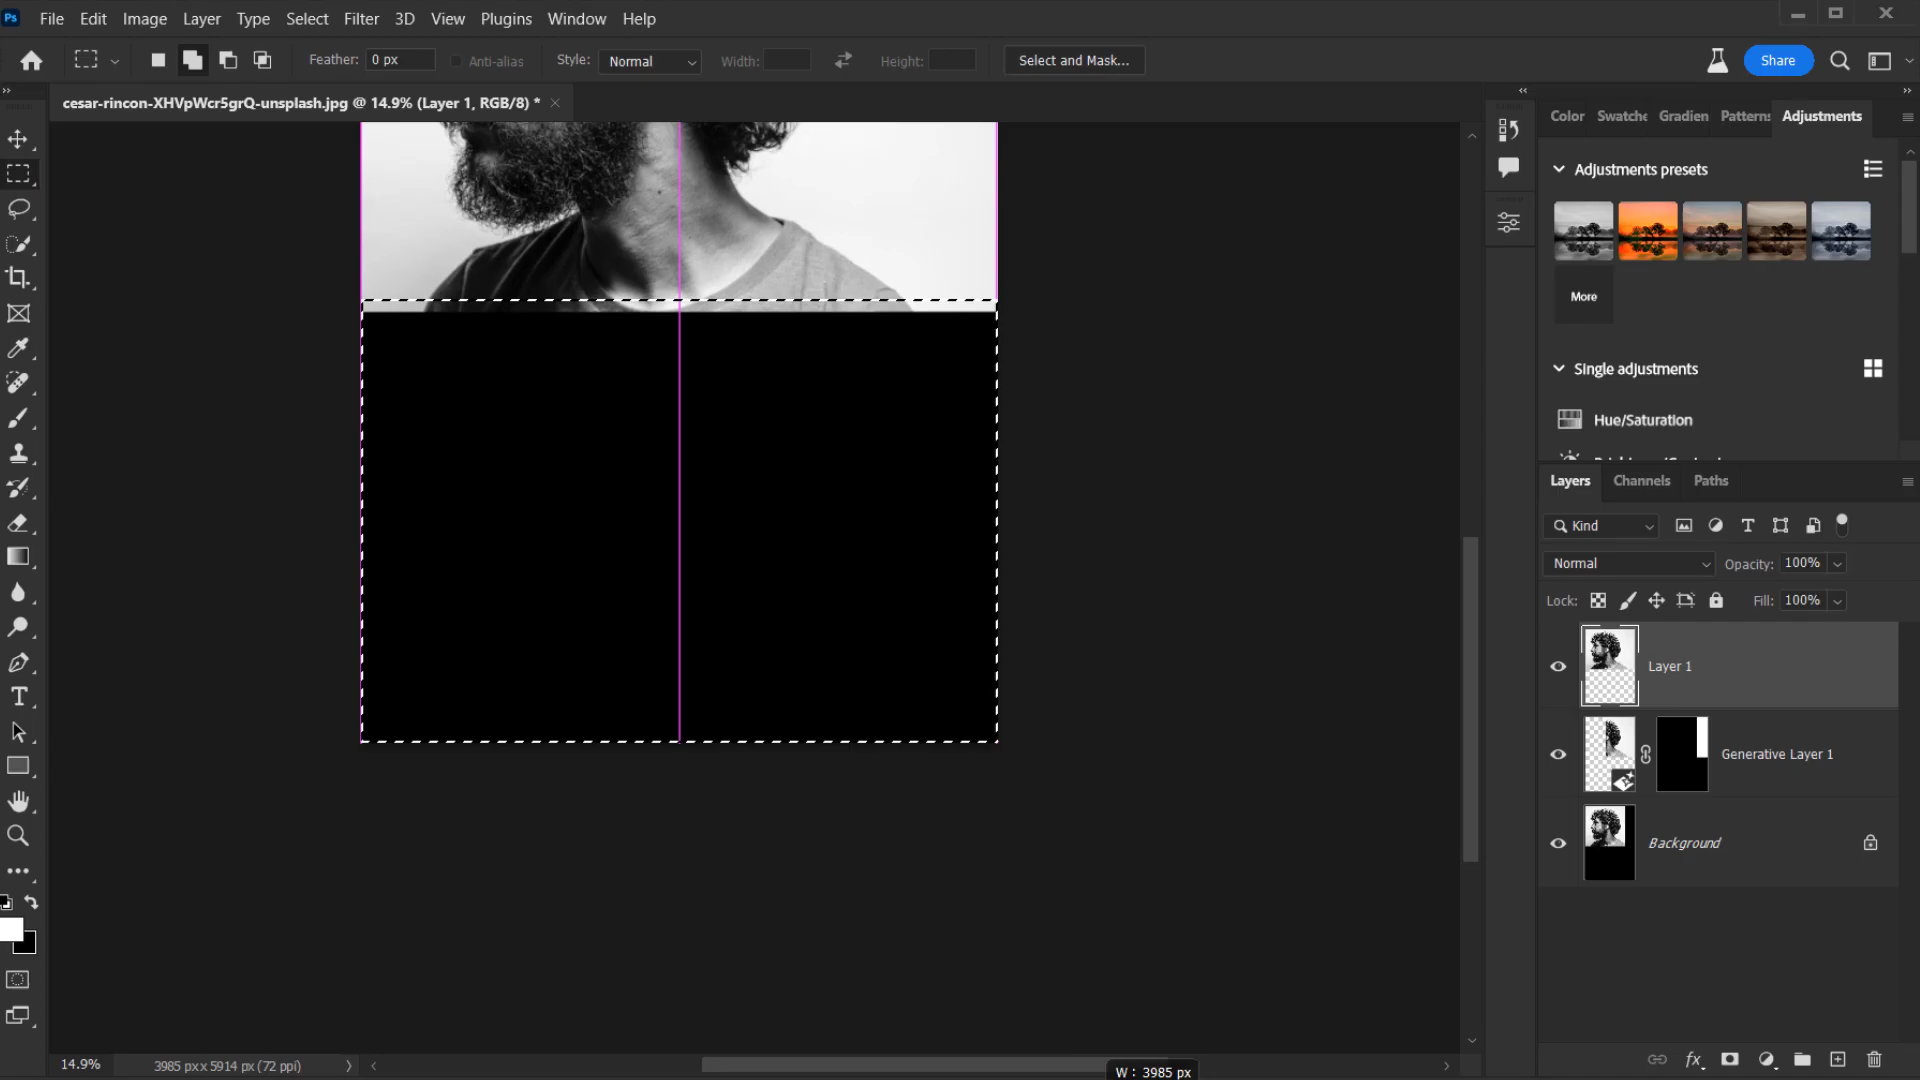 Ps File Edit Image Layer Type Select Filter 3D View Plugins Window Help
Feather: 0 px Anti-alias Style: Normal Width: Height: Select and Mask... Share
cesar-rincon-XHVpWcr5grQ-unsplash.jpg @ 14.9% (Layer 1, RGB/8) *
Color Swatche Gradien Pattern: Adjustments
Adjustments presets
More
Single adjustments
Hue/Saturation
Layers Channels Paths
Kind
Normal Opacity: 100%
Lock: Fill: 100%
Layer 1
Generative Layer 1
Background
14.9% 3985 px x 5914 px (72 ppi)
W : 3985 px